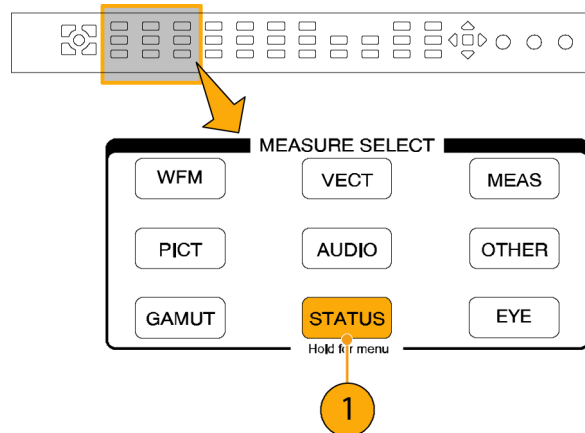 MEASURE SELECT
WFM VECT MEAS
PICT AUDIO OTHER
GAMUT STATUS EYE
Hold for menu
1